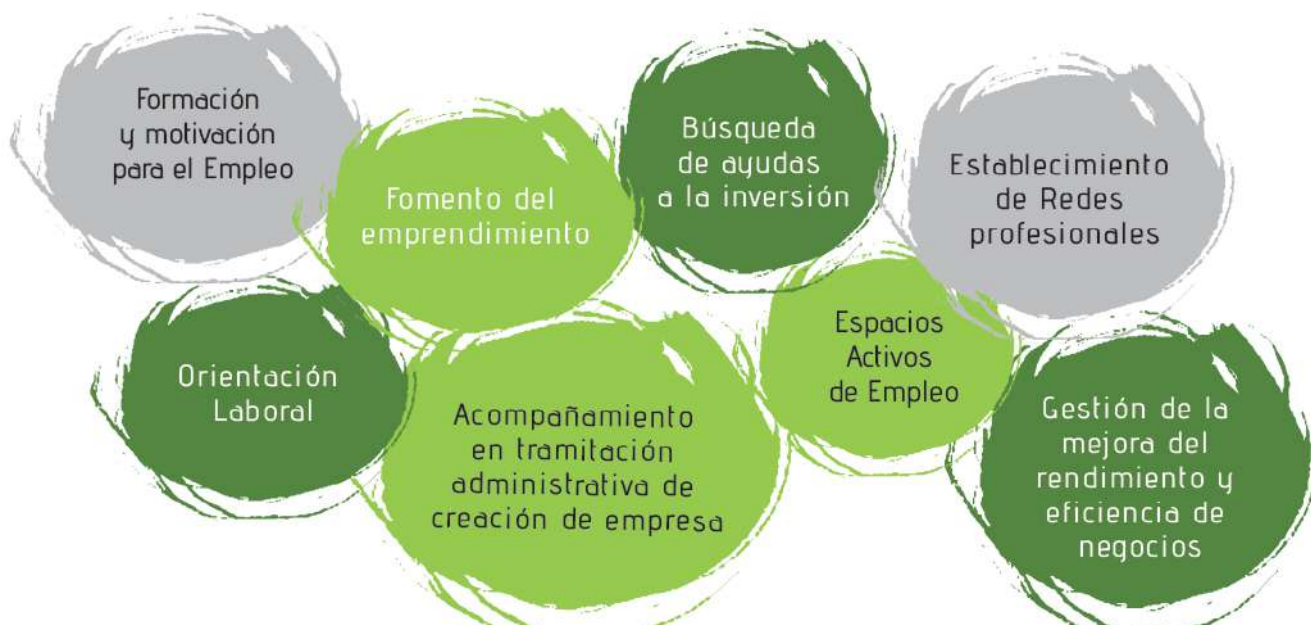 Formación
y motivación
para el Empleo
Fomento del
emprendimiento
Búsqueda
de ayudas
a la inversión
Establecimiento
de Redes
profesionales
Orientación
Laboral
Acompañamiento
en tramitación
administrativa de
creación de empresa
Espacios
Activos
de Empleo
Gestión de la
mejora del
rendimiento y
eficiencia de
negocios